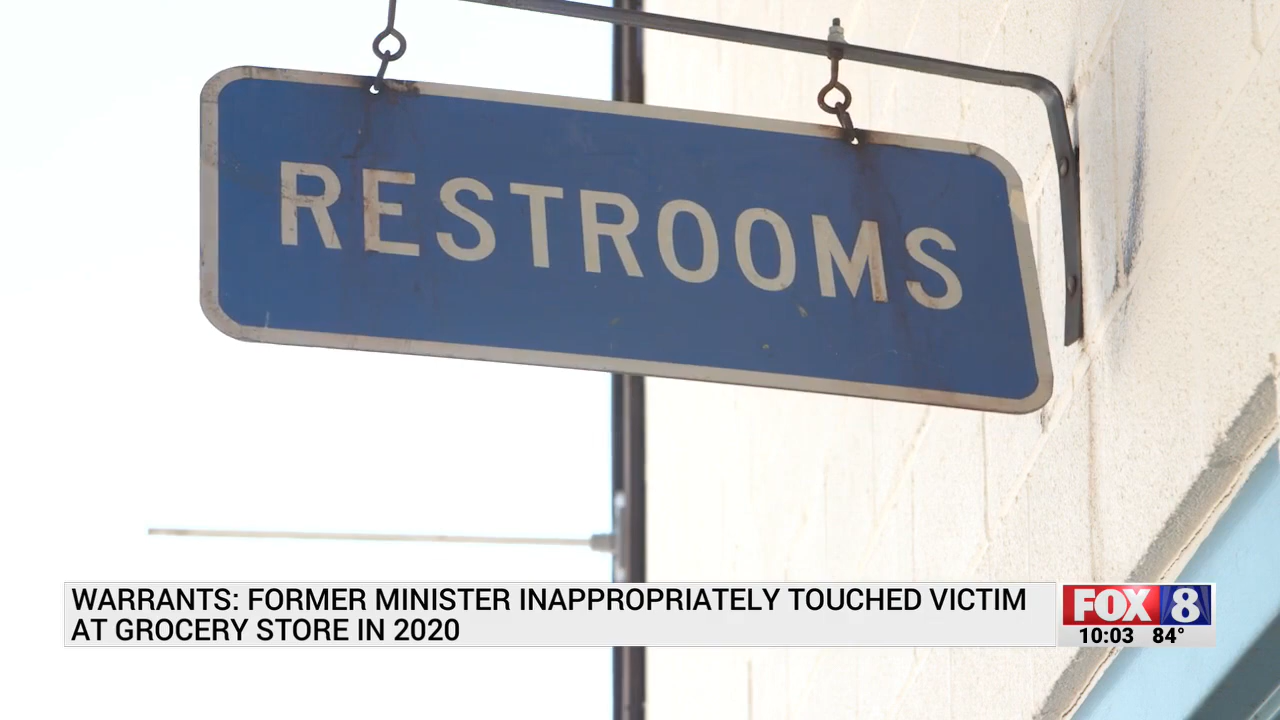 RESTROOMS
WARRANTS: FORMER MINISTER INAPPROPRIATELY TOUCHED VICTIM
AT GROCERY STORE IN 2020
FOX 8
10:03 84°